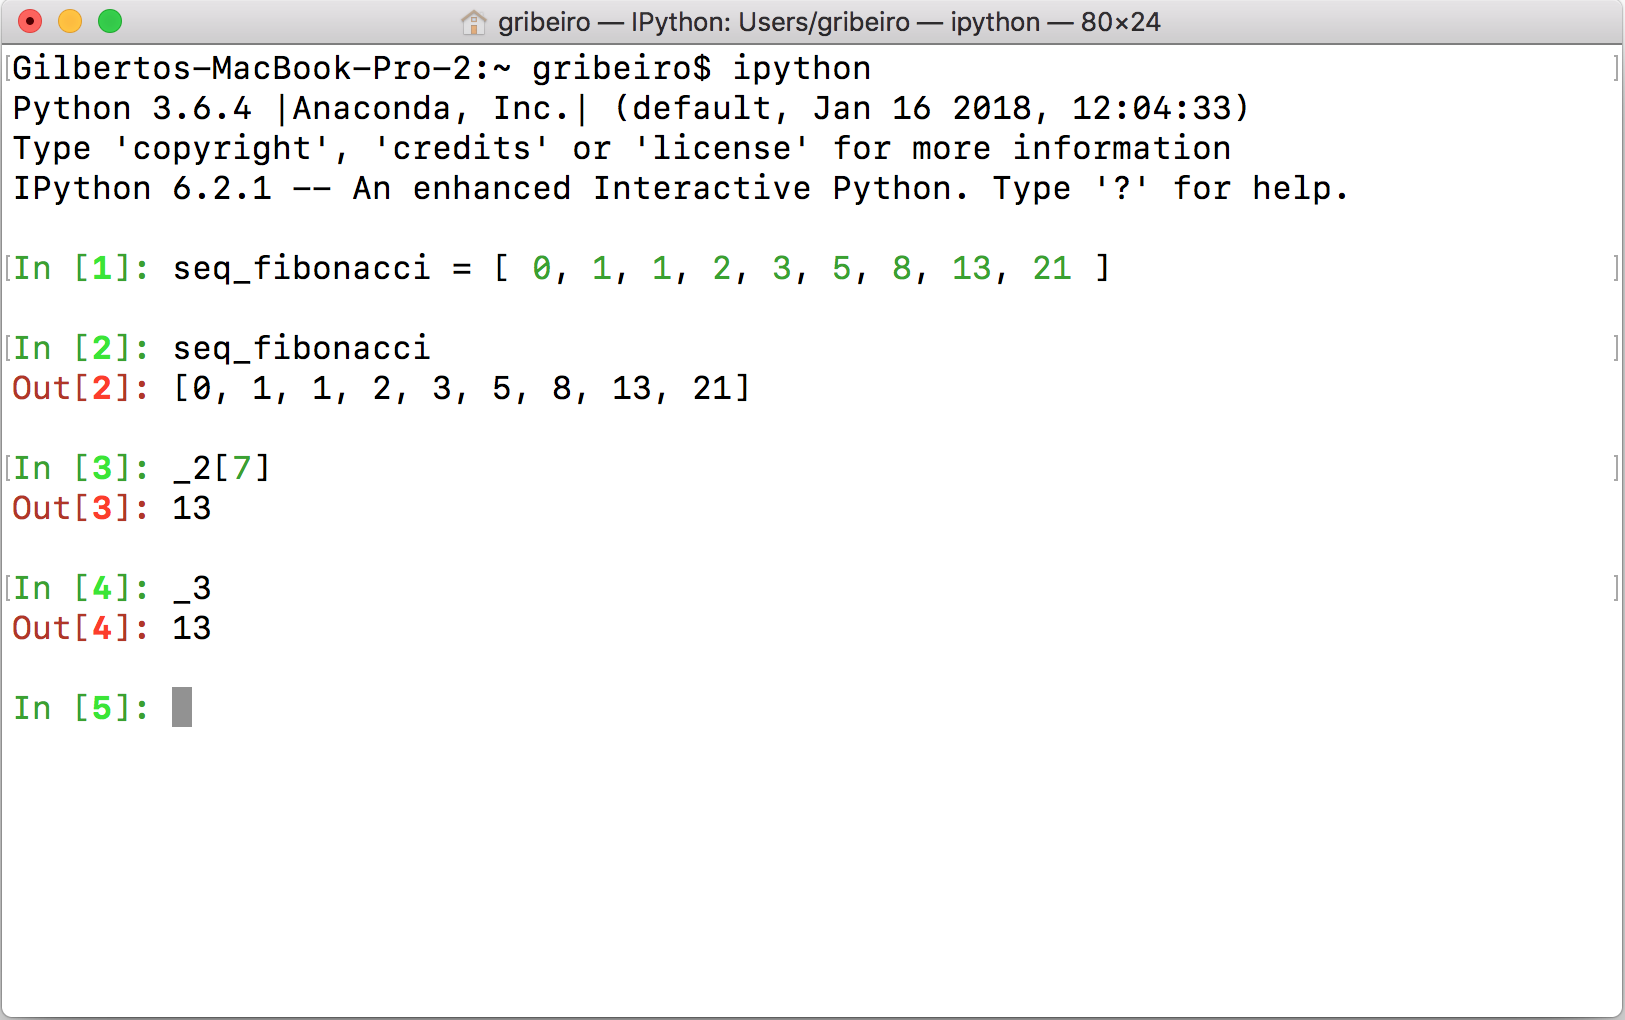 gribeiro — IPython: Users/gribeiro — ipython — 80×24
Gilbertos-MacBook-Pro-2:~ gribeiro$ ipython
Python 3.6.4 |Anaconda, Inc.| (default, Jan 16 2018, 12:04:33)
Type 'copyright', 'credits' or 'license' for more information
IPython 6.2.1 -- An enhanced Interactive Python. Type '?' for help.
In [1]: seq_fibonacci = [ 0, 1, 1, 2, 3, 5, 8, 13, 21 ]
In [2]: seq_fibonacci
Out[2]: [0, 1, 1, 2, 3, 5, 8, 13, 21]
In [3]: _2[7]
Out[3]: 13
In [4]: _3
Out[4]: 13
In [5]: